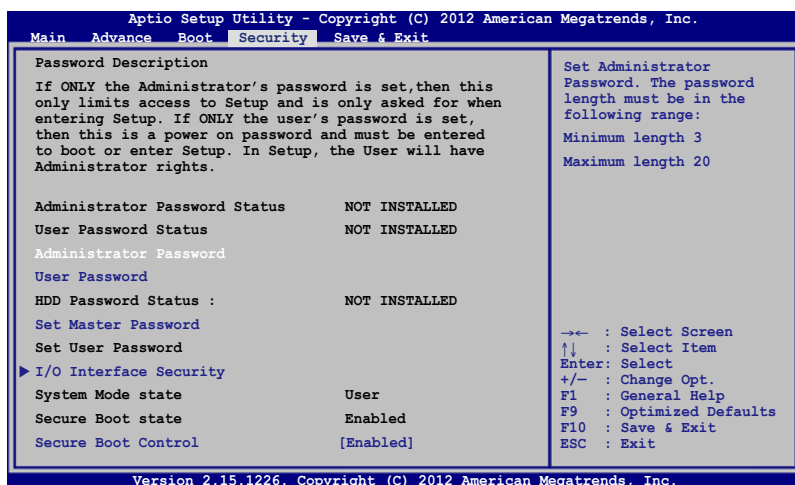 Aptio Setup Utility - Copyright (C) 2012 American Megatrends, Inc.
Main Advance Boot Security Save & Exit
Password Description
If ONLY the Administrator's password is set,then this
only limits access to Setup and is only asked for when
entering Setup. If ONLY the user's password is set,
then this is a power on password and must be entered
to boot or enter Setup. In Setup, the User will have
Administrator rights.
Administrator Password Status NOT INSTALLED
User Password Status NOT INSTALLED
Administrator Password
User Password
HDD Password Status : NOT INSTALLED
Set Master Password
Set User Password
I/O Interface Security
System Mode state User
Secure Boot state Enabled
Secure Boot Control [Enabled]
Set Administrator
Password. The password
length must be in the
following range:
Minimum length 3
Maximum length 20
→← : Select Screen
↑↓ : Select Item
Enter: Select
+/— : Change Opt.
F1 : General Help
F9 : Optimized Defaults
F10 : Save & Exit
ESC : Exit
Version 2.15.1226. Copyright (C) 2012 American Megatrends, Inc.